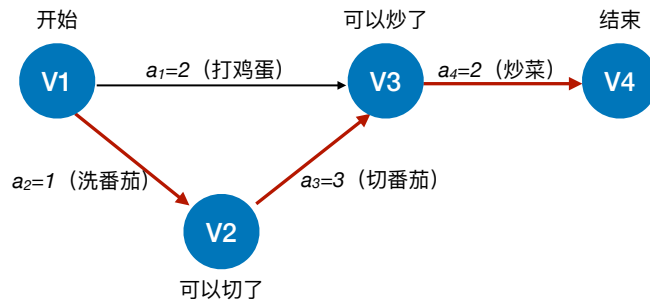 开始
可以炒了
结束
V1
a1=2（打鸡蛋）
V3
a4=2（炒菜）
V4
a2=1（洗番茄）
a3=3（切番茄）
V2
可以切了